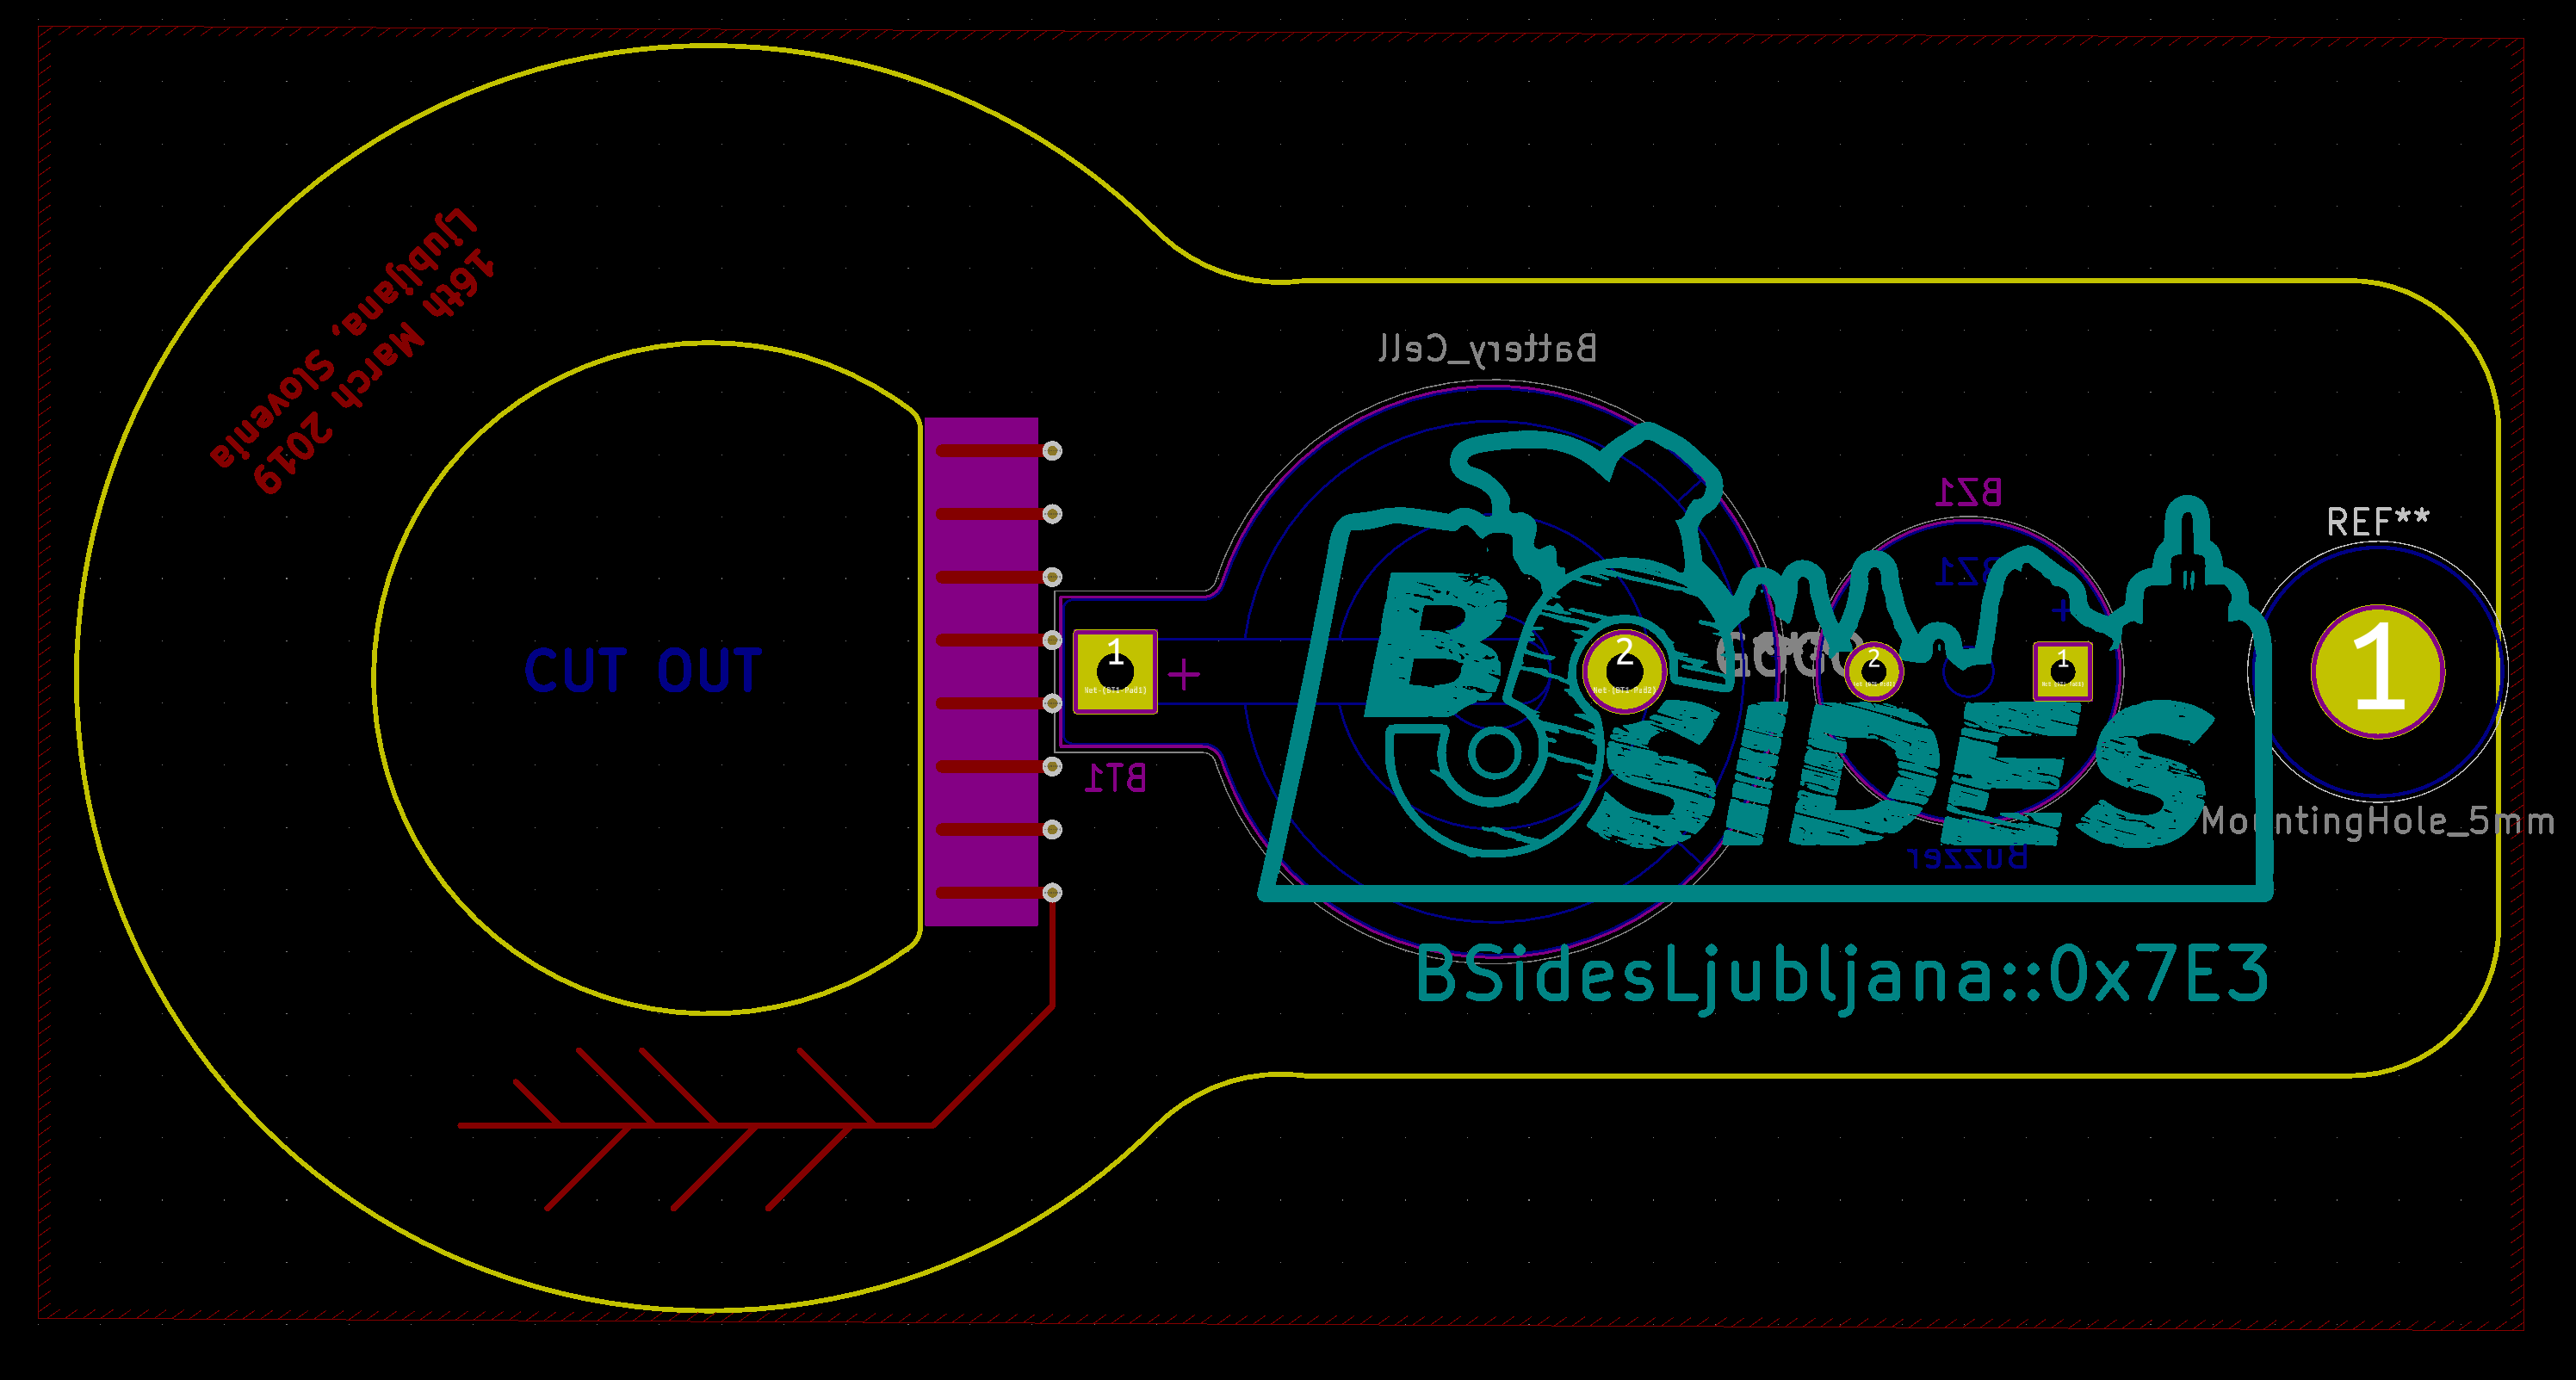 Ljubljana, Slovenia
16th March 2019
CUT OUT
Battery_Cell
BZ1
BZ1
+
REF**
1
+
2
2
1
1
BT1
B
SIDES
MountingHole_5mm
Buzzer
BSidesLjubljana::0x7E3